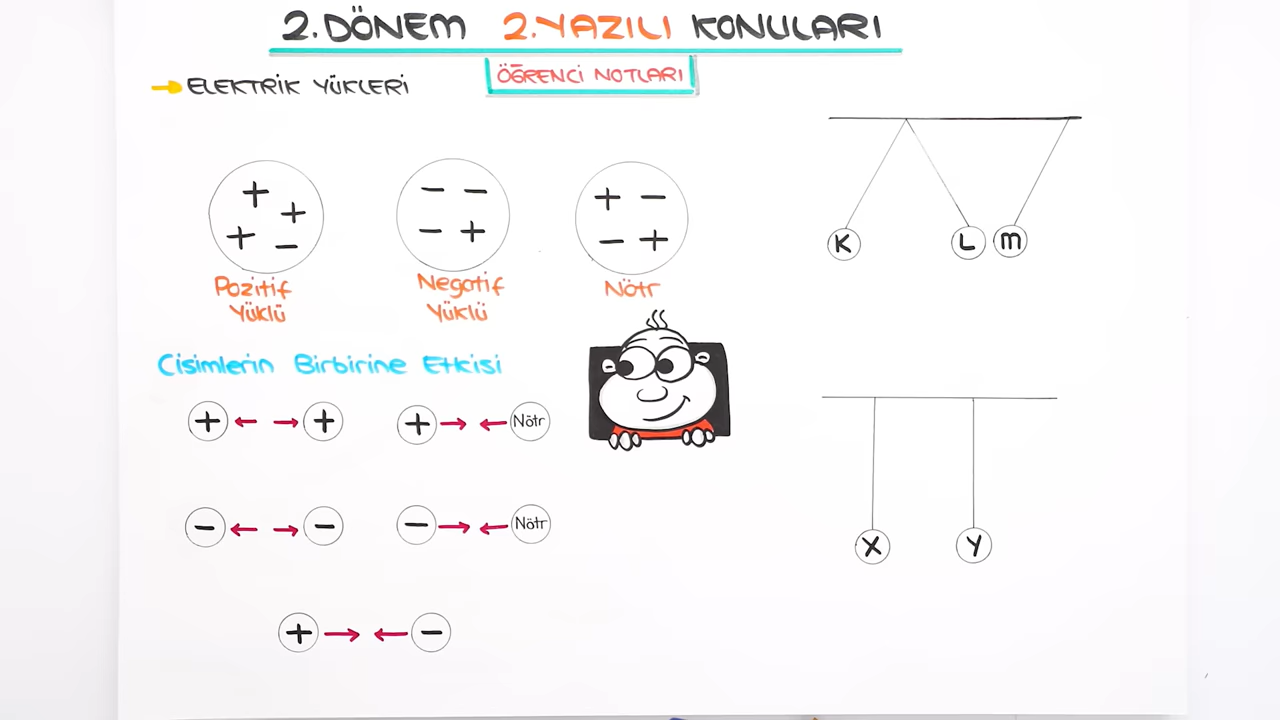 2.DÖNEM 2.YAZILI KONULARI
ÖĞRENCİ NOTLARI
ELEKTRİK YÜKLERİ
+ + + −
− − − +
+ − − +
Pozitif Yüklü
Negatif Yüklü
Nötr
Cisimlerin Birbirine Etkisi
+ ← → +
+ → ← Nötr
− ← → −
− → ← Nötr
+ → ← −
K L M
X Y